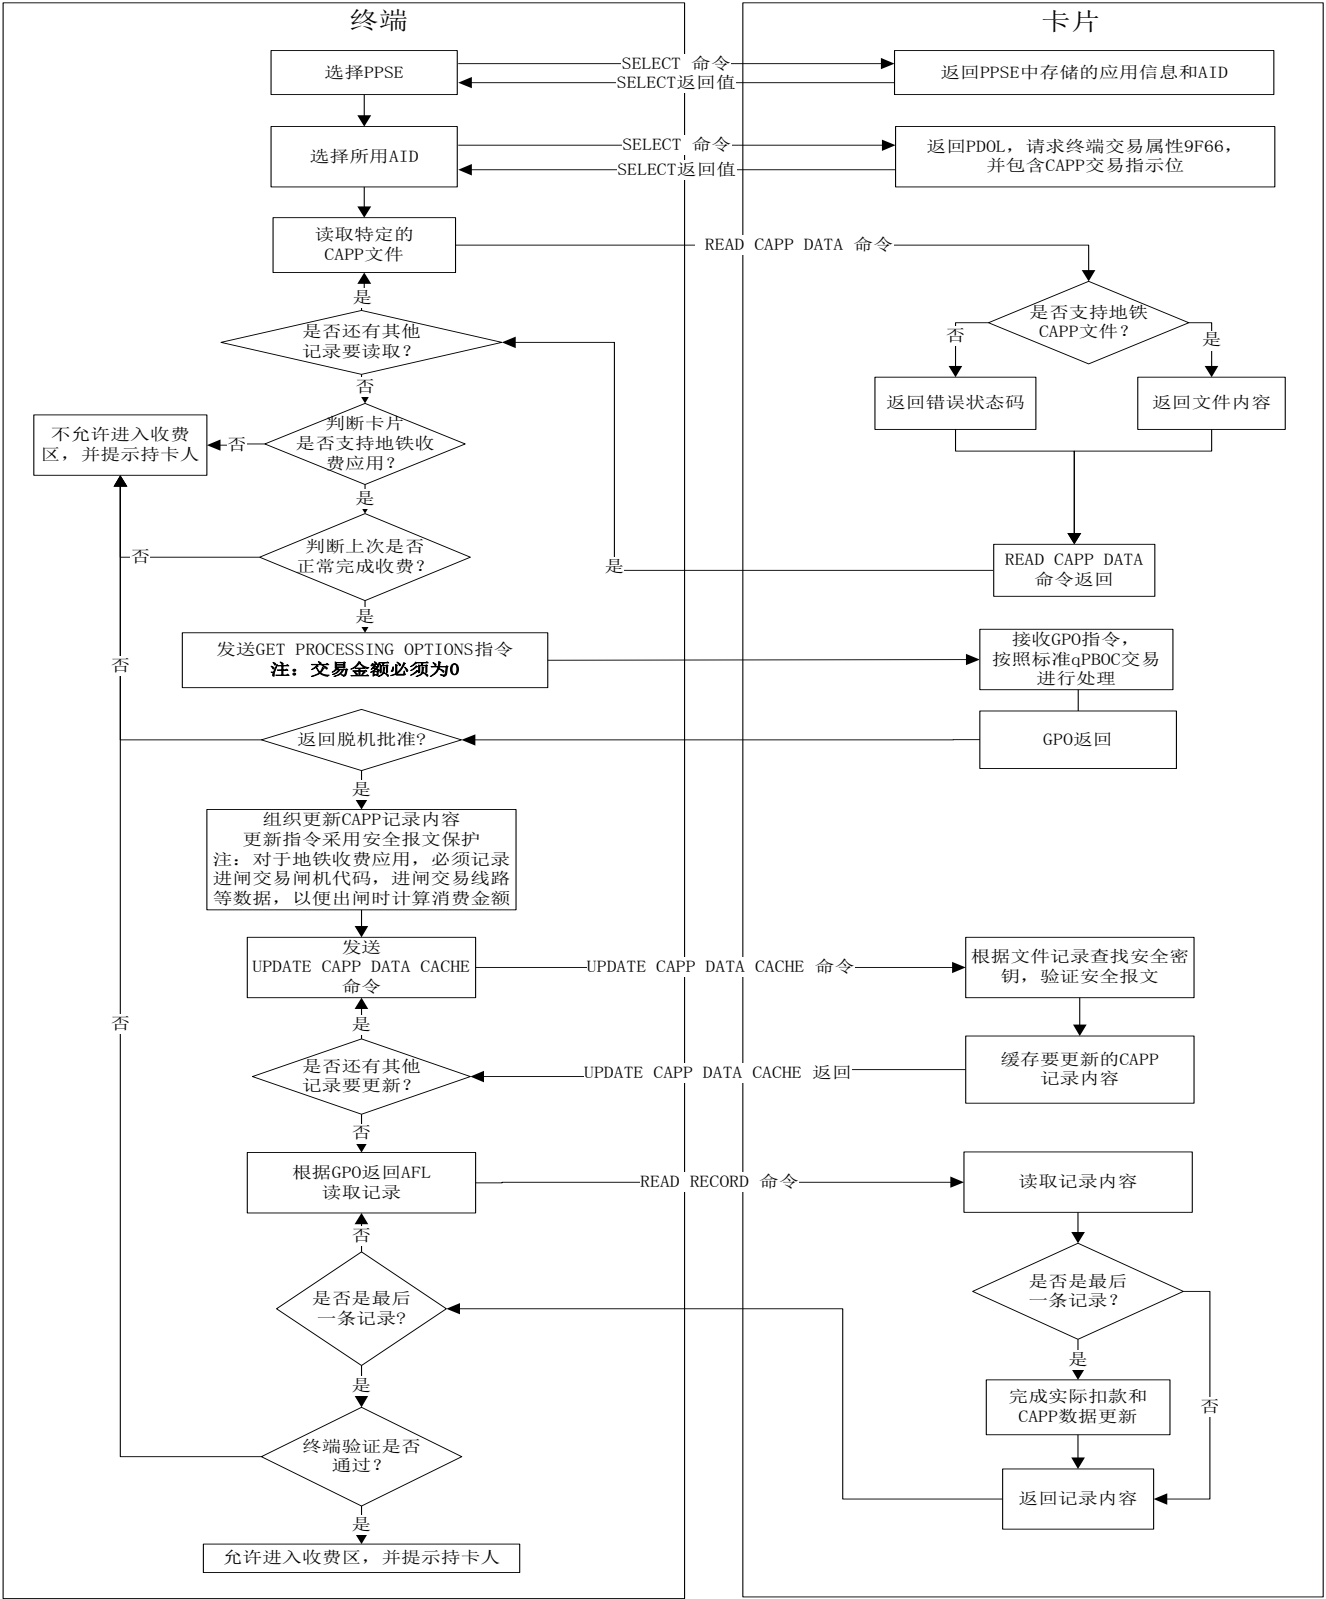 终端
卡片
选择PPSE
SELECT 命令
SELECT返回值
返回PPSE中存储的应用信息和AID
选择所用AID
SELECT 命令
SELECT返回值
返回PDOL，请求终端交易属性9F66，
并包含CAPP交易指示位
读取特定的
CAPP文件
READ CAPP DATA 命令
是
是否支持地铁
CAPP文件？
否
是
是否还有其他
记录要读取？
否
返回错误状态码
返回文件内容
判断卡片
是否支持地铁收
费应用？
否
不允许进入收费
区，并提示持卡人
是
判断上次是否
正常完成收费？
否
是
READ CAPP DATA
命令返回
是
发送GET PROCESSING OPTIONS指令
注：交易金额必须为0
接收GPO指令，
按照标准qPBOC交易
进行处理
否
返回脱机批准?
GPO返回
是
组织更新CAPP记录内容
更新指令采用安全报文保护
注：对于地铁收费应用，必须记录
进闸交易闸机代码，进闸交易线路
等数据，以便出闸时计算消费金额
发送
UPDATE CAPP DATA CACHE
命令
UPDATE CAPP DATA CACHE 命令
根据文件记录查找安全密
钥，验证安全报文
否
是
是否还有其他
记录要更新？
UPDATE CAPP DATA CACHE 返回
缓存要更新的CAPP
记录内容
否
根据GPO返回AFL
读取记录
READ RECORD 命令
读取记录内容
否
是否是最后
一条记录?
是否是最后
一条记录？
是
是
完成实际扣款和
CAPP数据更新
否
终端验证是否
通过？
返回记录内容
是
允许进入收费区，并提示持卡人